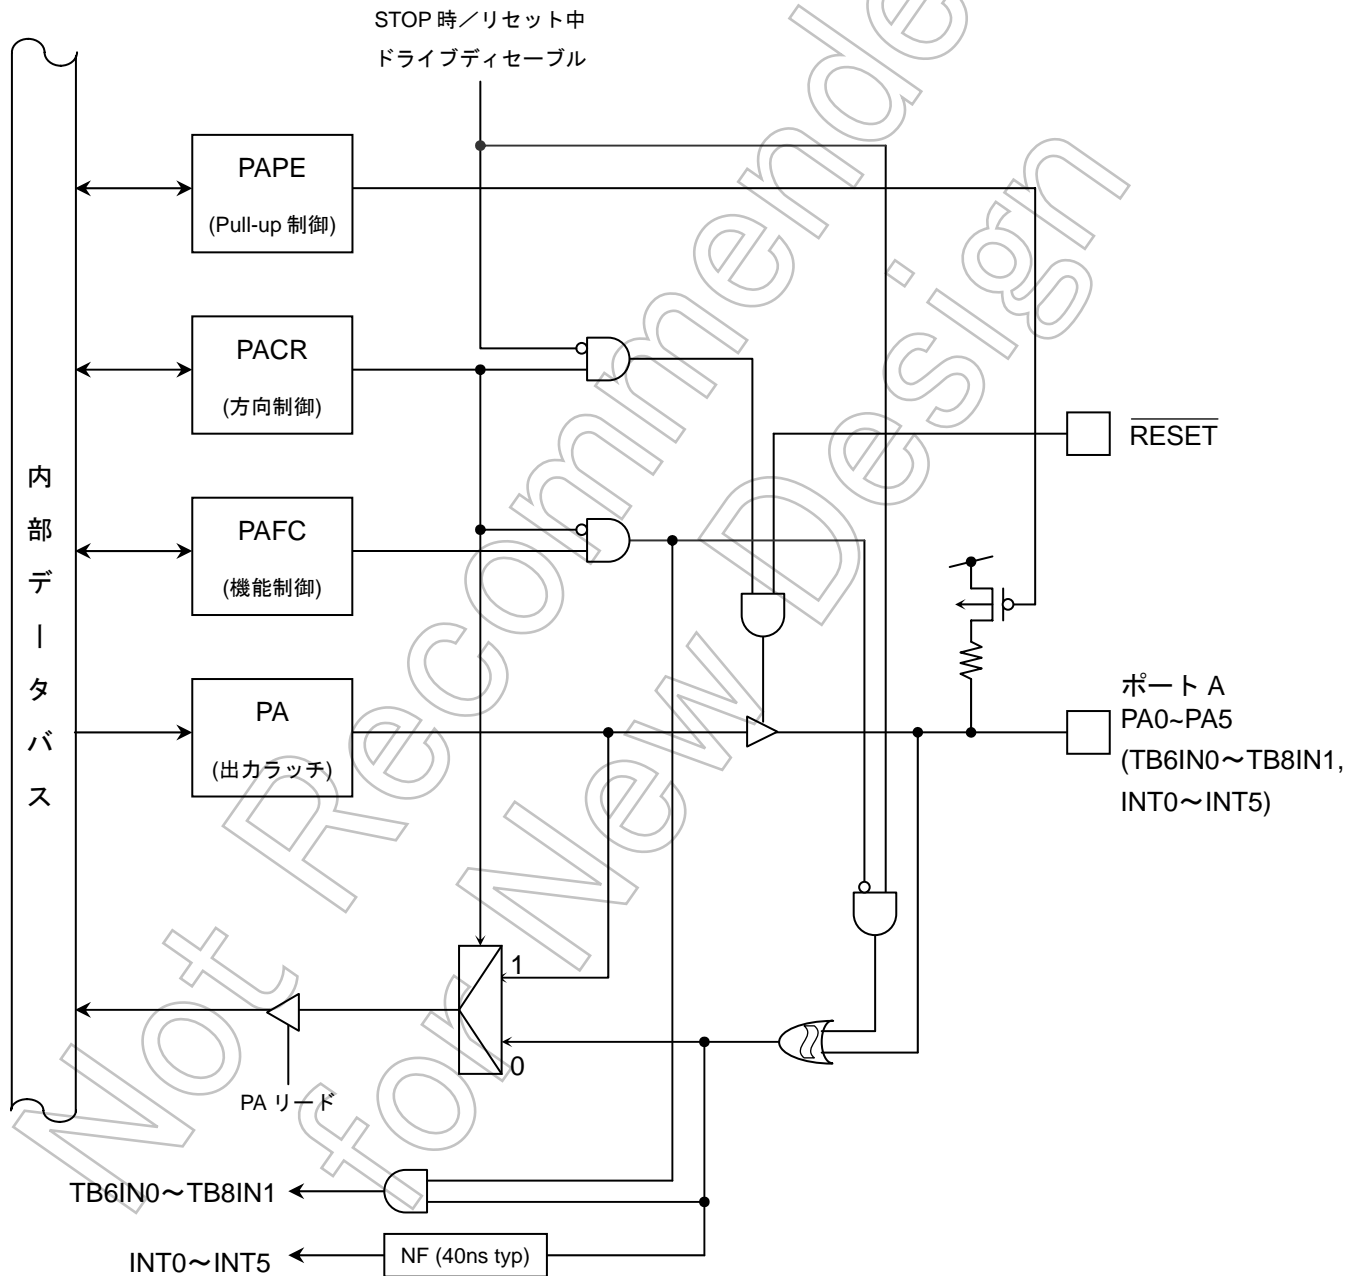 STOP 時／リセット中
ドライブディセーブル
PAPE
(Pull-up 制御)
PACR
(方向制御)
RESET
内部データバス
PAFC
(機能制御)
PA
(出力ラッチ)
ポート A
PA0~PA5
(TB6IN0～TB8IN1,
INT0～INT5)
1
0
PA リード
TB6IN0～TB8IN1
INT0～INT5
NF (40ns typ)
Not Recommende
for New Design